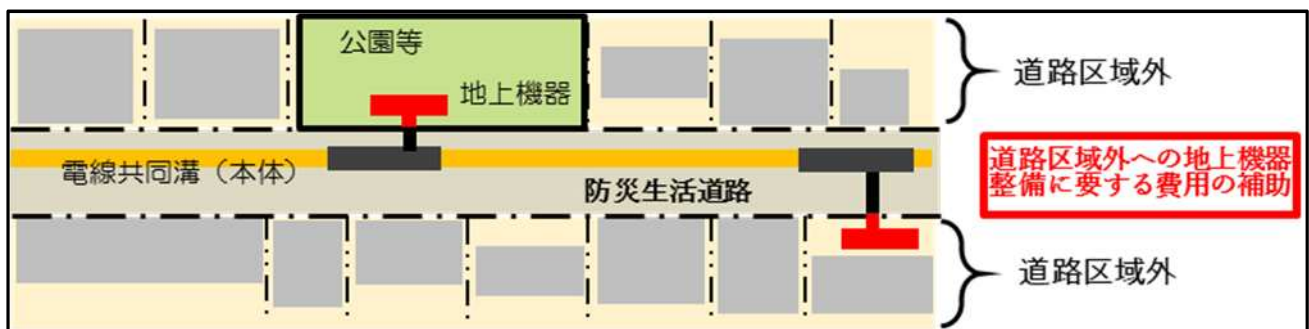 公園等
地上機器
道路区域外
電線共同溝（本体）
防災生活道路
道路区域外への地上機器
整備に要する費用の補助
道路区域外